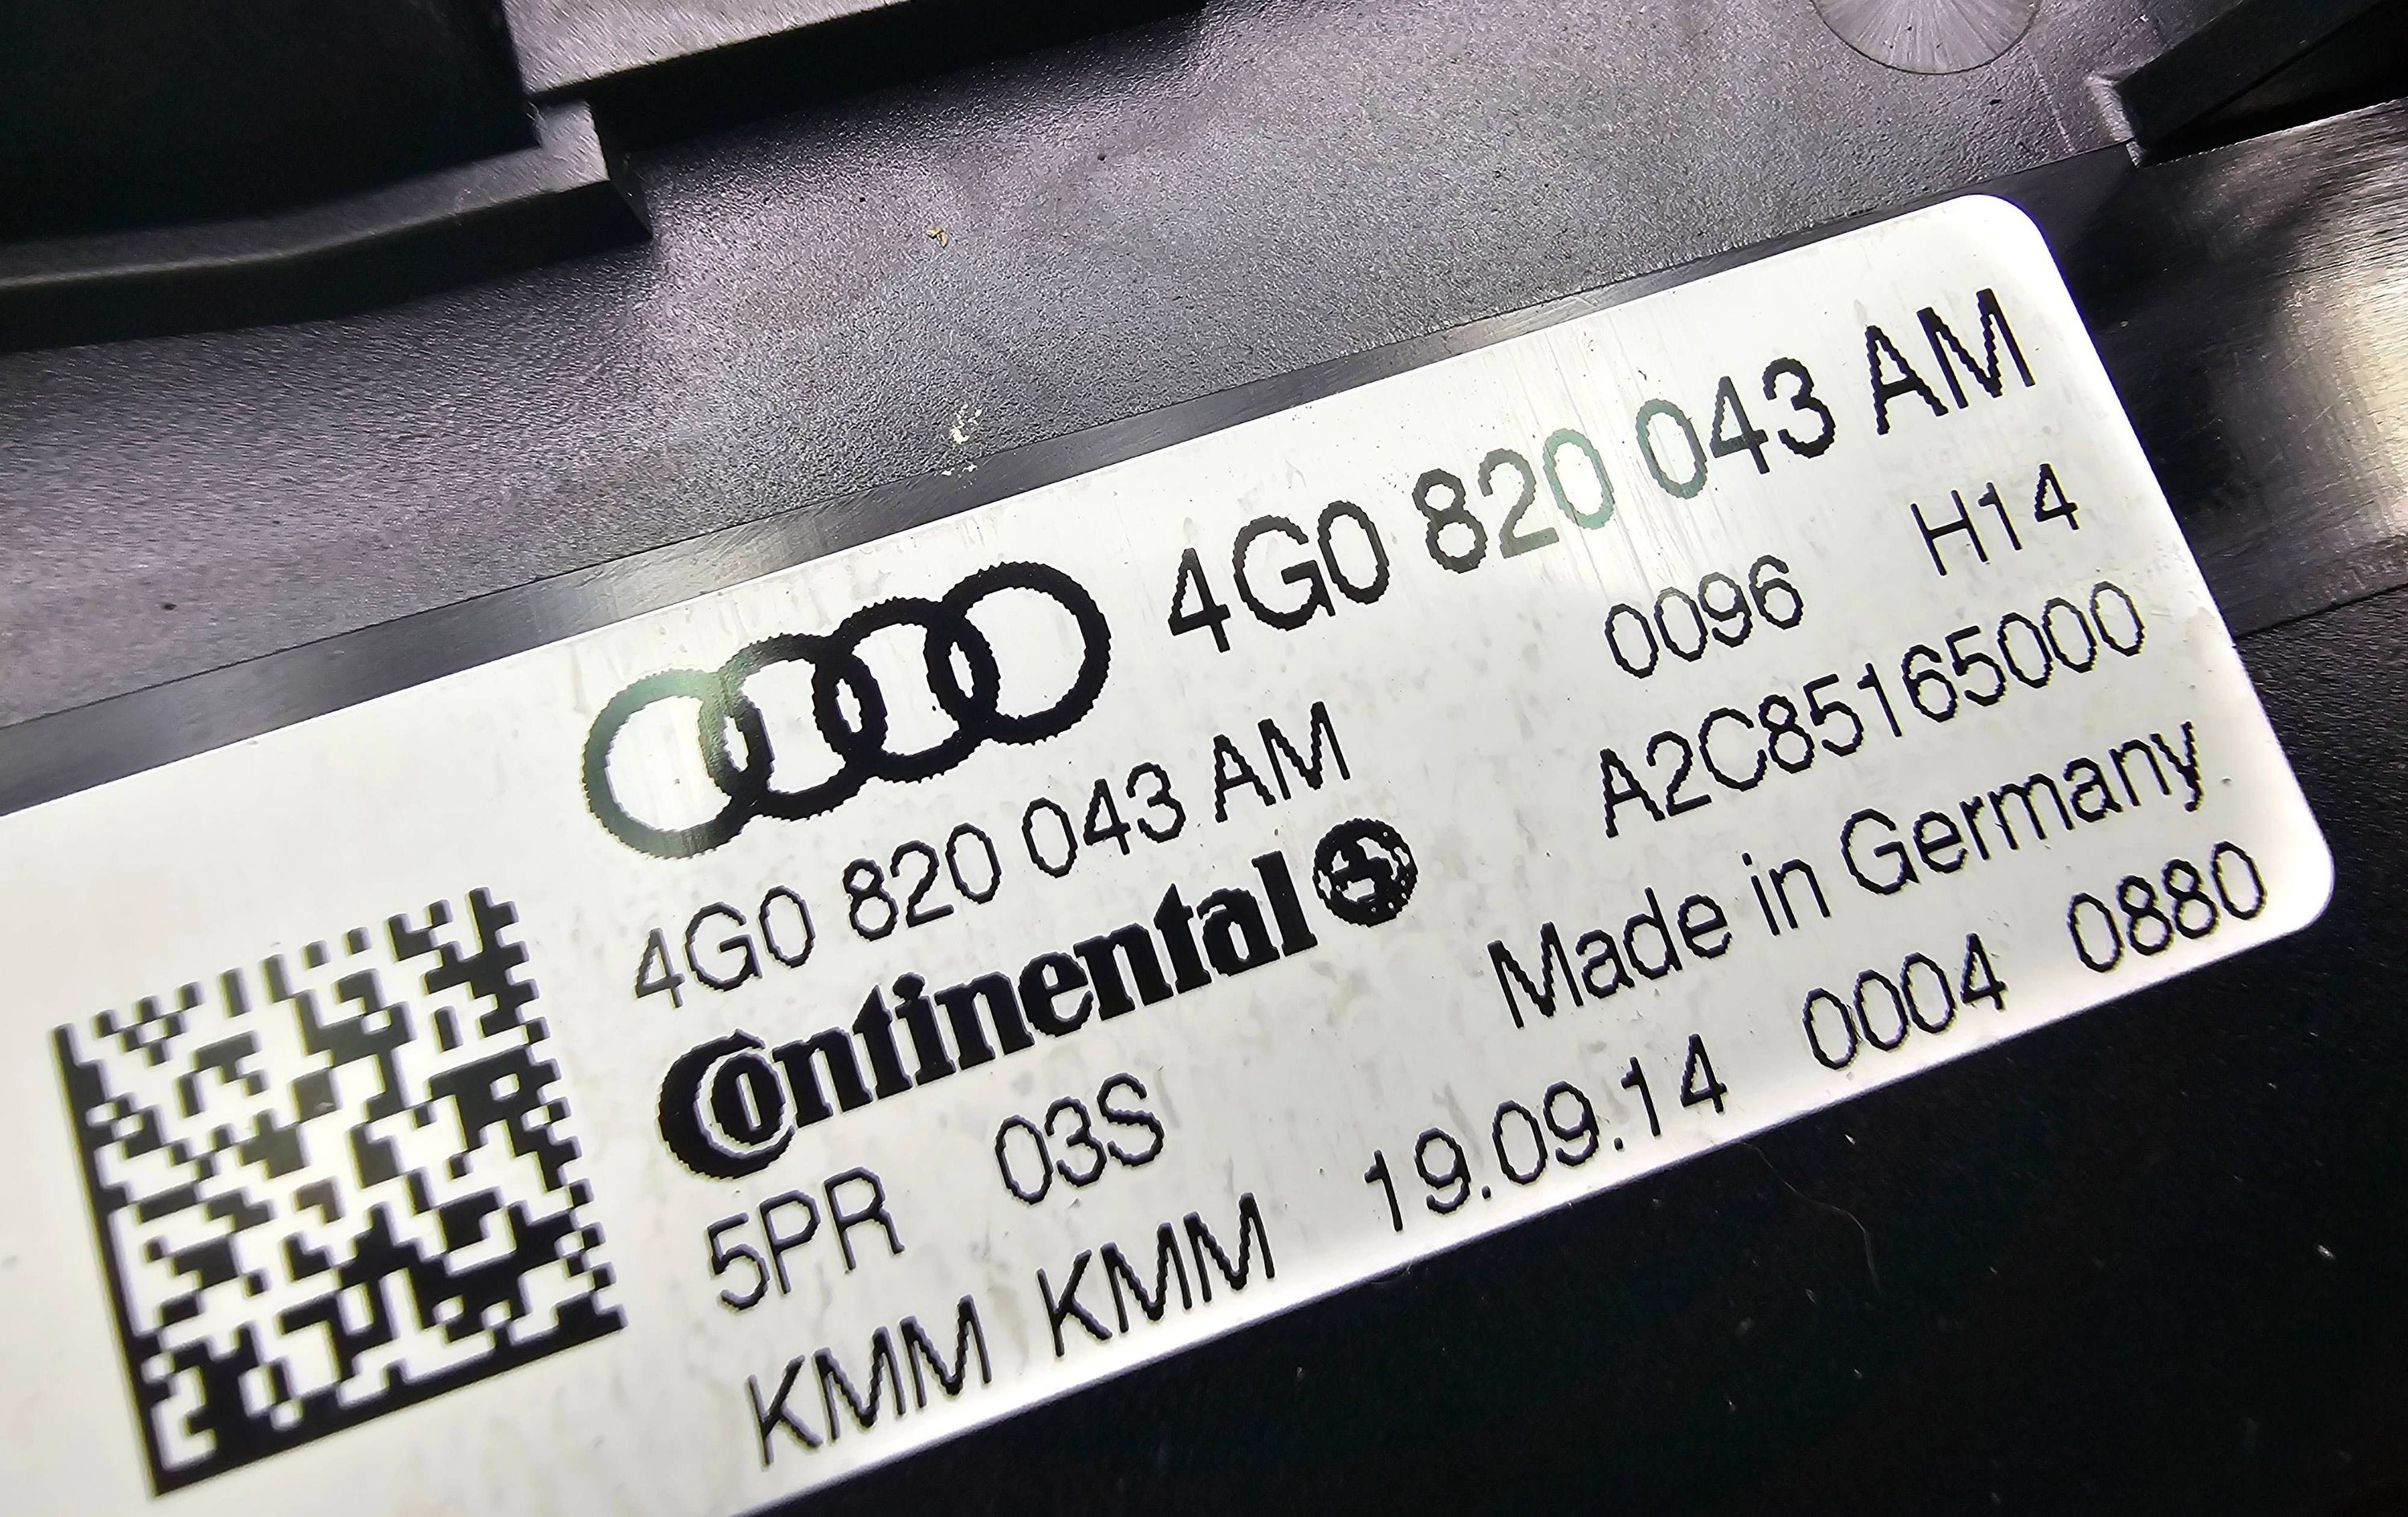 4G0 820 043 AM
0096 H14
4G0 820 043 AM A2C85165000
Continental Made in Germany
5PR 03S
KMM KMM 19.09.14 0004 0880